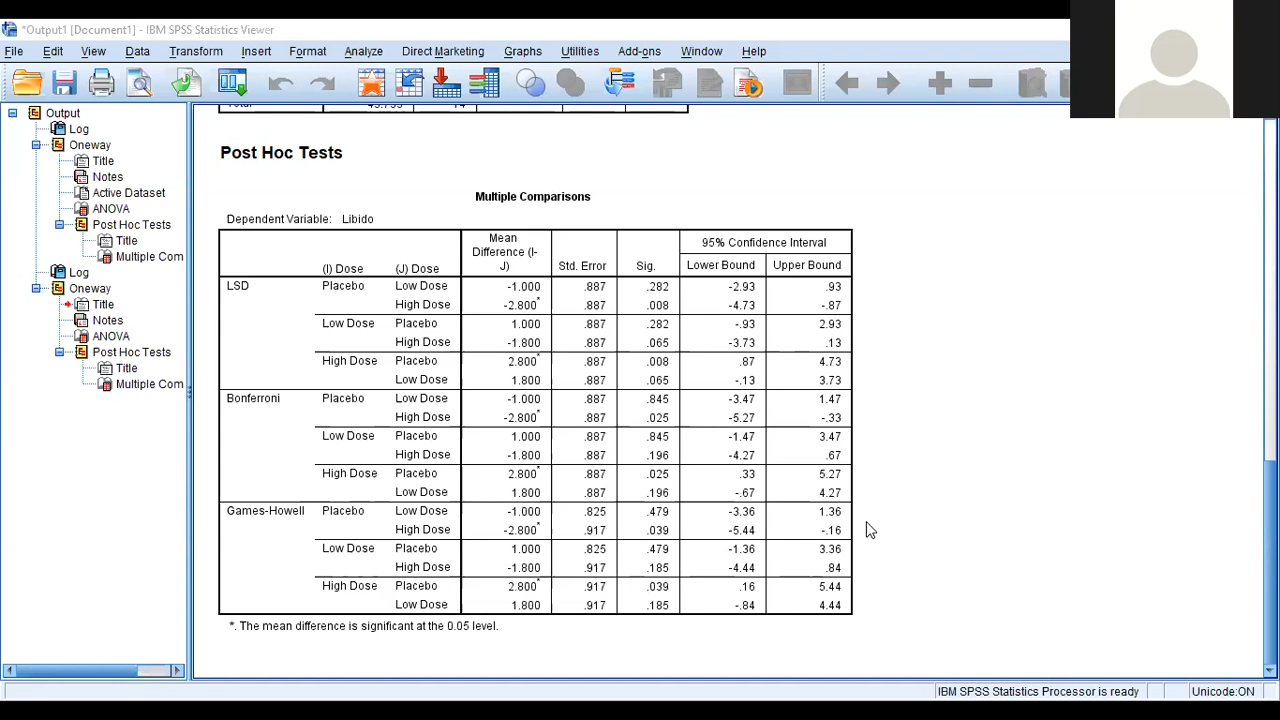 *Output1 [Document1] - IBM SPSS Statistics Viewer
File Edit View Data Transform Insert Format Analyze Direct Marketing Graphs Utilities Add-ons Window Help
Output
Log
Oneway
Title
Notes
Active Dataset
ANOVA
Post Hoc Tests
Title
Multiple Com
Log
Oneway
Title
Notes
ANOVA
Post Hoc Tests
Title
Multiple Com
Post Hoc Tests
Multiple Comparisons
Dependent Variable: Libido
(I) Dose (J) Dose Mean Difference (I-J) Std. Error Sig. 95% Confidence Interval
Lower Bound Upper Bound
LSD Placebo Low Dose -1.000 .887 .282 -2.93 .93
High Dose -2.800* .887 .008 -4.73 -.87
Low Dose Placebo 1.000 .887 .282 -.93 2.93
High Dose -1.800 .887 .065 -3.73 .13
High Dose Placebo 2.800* .887 .008 .87 4.73
Low Dose 1.800 .887 .065 -.13 3.73
Bonferroni Placebo Low Dose -1.000 .887 .845 -3.47 1.47
High Dose -2.800* .887 .025 -5.27 -.33
Low Dose Placebo 1.000 .887 .845 -1.47 3.47
High Dose -1.800 .887 .196 -4.27 .67
High Dose Placebo 2.800* .887 .025 .33 5.27
Low Dose 1.800 .887 .196 -.67 4.27
Games-Howell Placebo Low Dose -1.000 .825 .479 -3.36 1.36
High Dose -2.800* .917 .039 -5.44 -.16
Low Dose Placebo 1.000 .825 .479 -1.36 3.36
High Dose -1.800 .917 .185 -4.44 .84
High Dose Placebo 2.800* .917 .039 .16 5.44
Low Dose 1.800 .917 .185 -.84 4.44
*. The mean difference is significant at the 0.05 level.
IBM SPSS Statistics Processor is ready Unicode:ON